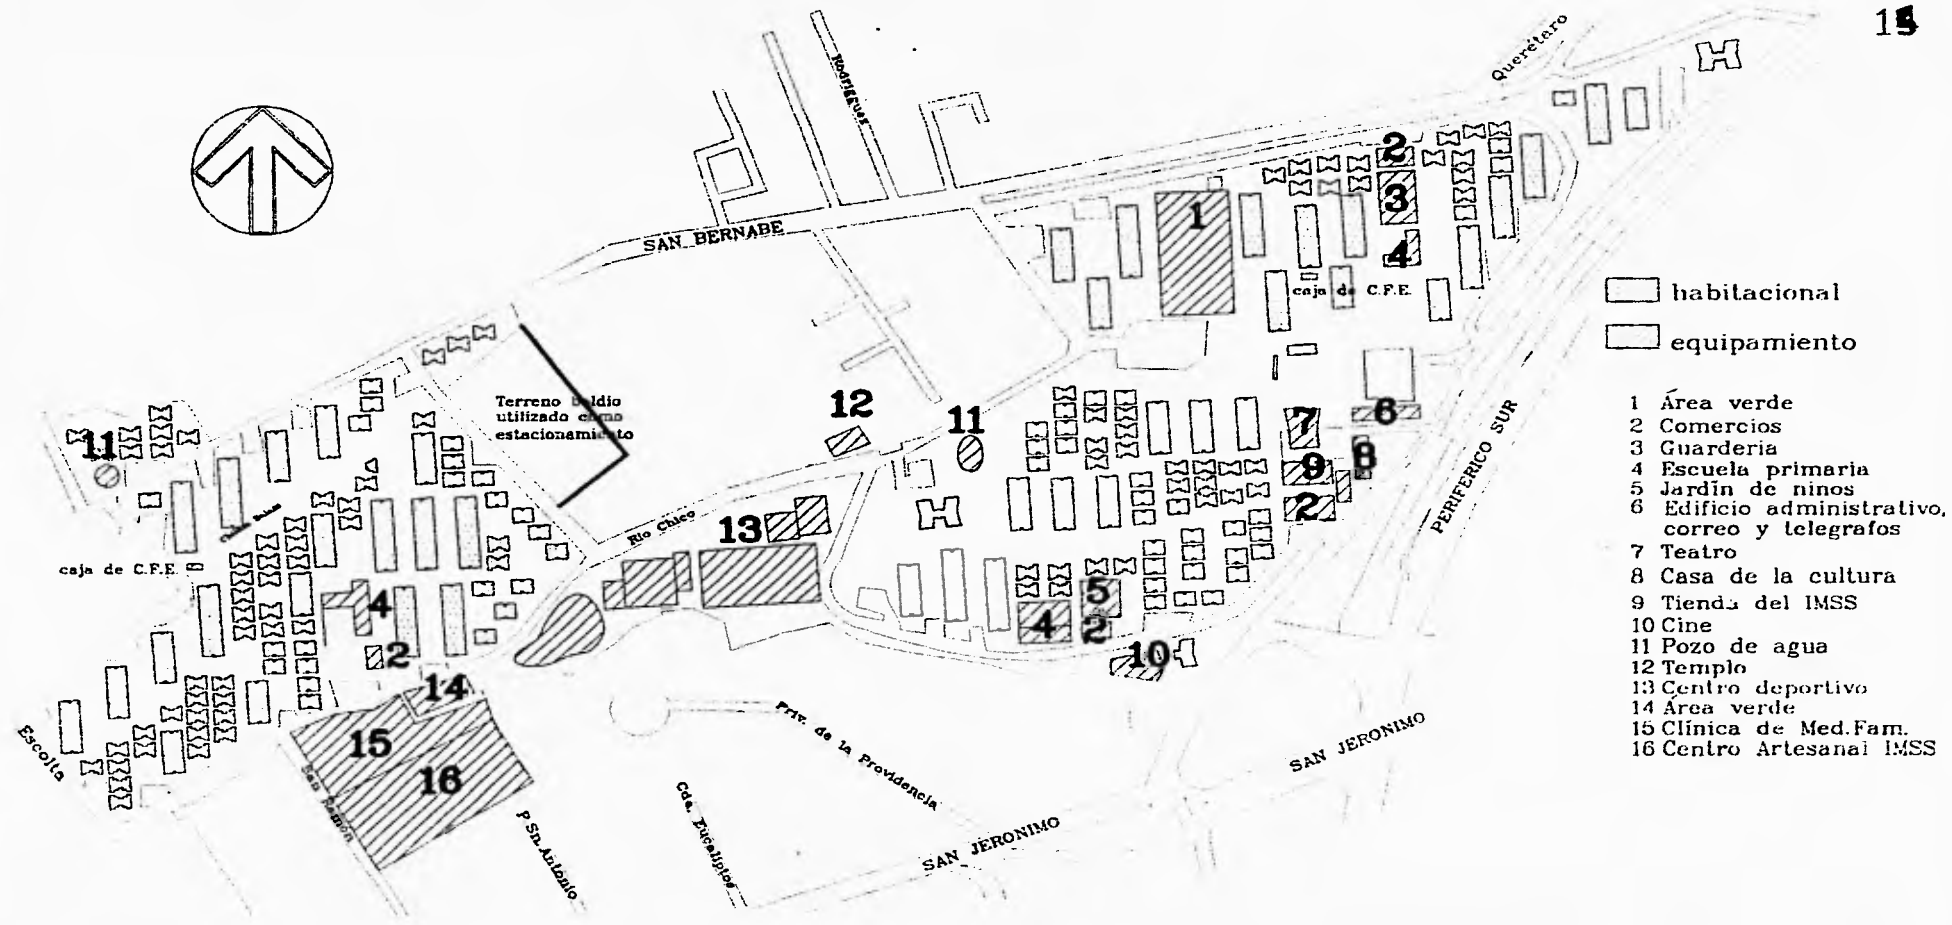 Querétaro
Rodriguez
2
3
1
SAN BERNABE
4
caja de C.F.E.
habitacional
equipamiento
Terreno Baldio
utilizado como
estacionamiento
12
11
11
7
6
9
8
2
PERIFERICO SUR
Rio Chico
13
caja de C.F.E.
4
2
5
4
2
10
14
15
16
Escolta
San Ramón
P Sn. Antonio
Priv. de la Providencia
Cda. Eucaliptos
SAN JERONIMO
SAN JERONIMO
1 Área verde
2 Comercios
3 Guarderia
4 Escuela primaria
5 Jardín de ninos
6 Edificio administrativo,
correo y telegrafos
7 Teatro
8 Casa de la cultura
9 Tienda del IMSS
10 Cine
11 Pozo de agua
12 Templo
13 Centro deportivo
14 Área verde
15 Clínica de Med.Fam.
16 Centro Artesanal IMSS